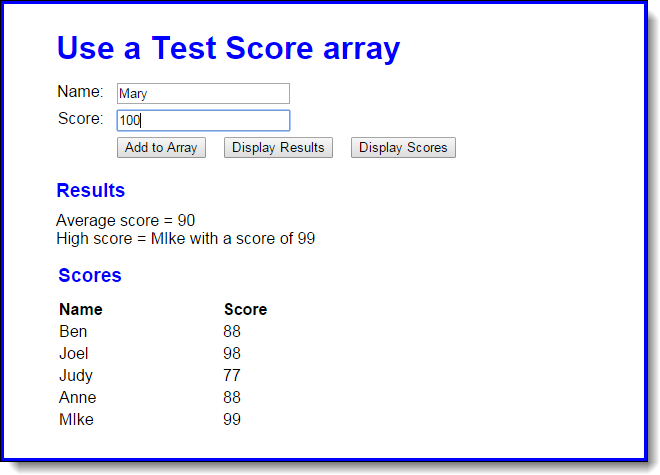 Use a Test Score array
Name: Mary
Score: 100
Add to Array Display Results Display Scores
Results
Average score = 90
High score = MIke with a score of 99
Scores
Name Score
Ben 88
Joel 98
Judy 77
Anne 88
MIke 99